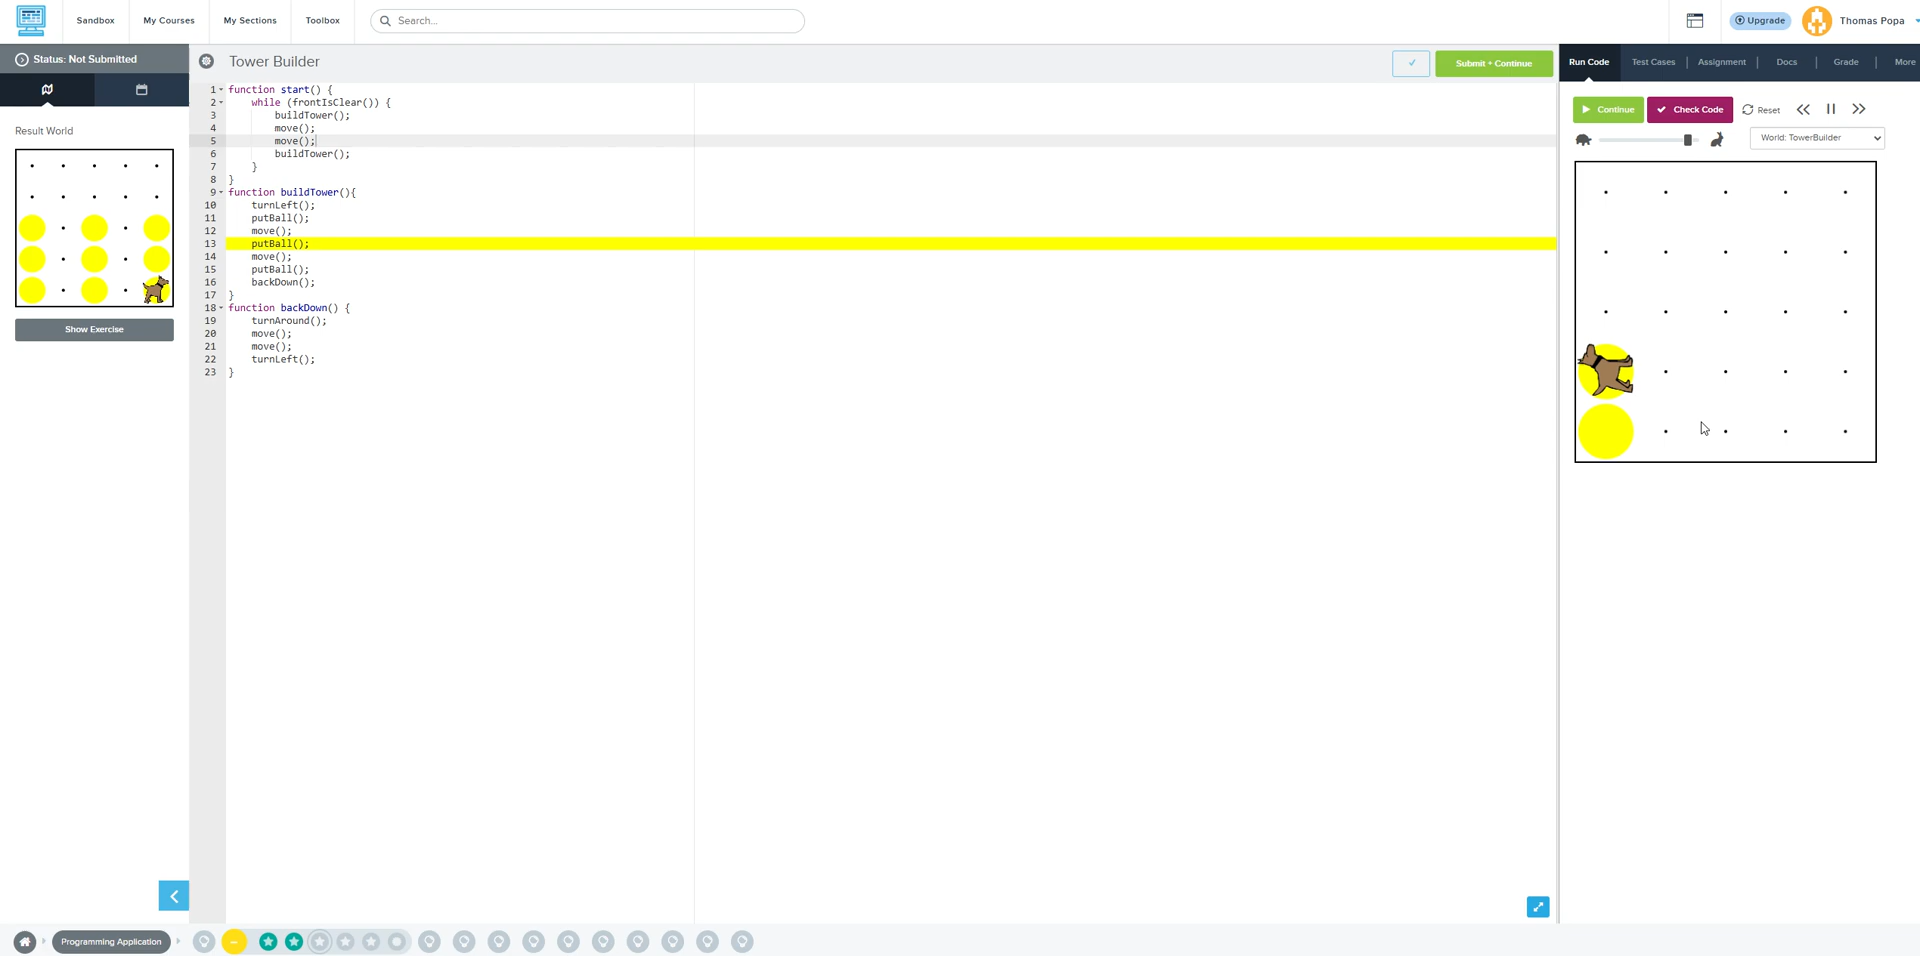 Sandbox
My Courses
My Sections
Toolbox
Search...
Upgrade
Thomas Popa
Status: Not Submitted
Result World
Show Exercise
Tower Builder
Submit + Continue
1 function start() {
2 while (frontIsClear()) {
3 buildTower();
4 move();
5 move();
6 buildTower();
7 }
8 }
9 function buildTower(){
10 turnLeft();
11 putBall();
12 move();
13 putBall();
14 move();
15 putBall();
16 backDown();
17 }
18 function backDown() {
19 turnAround();
20 move();
21 move();
22 turnLeft();
23 }
Run Code
Test Cases
Assignment
Docs
Grade
More
Continue
Check Code
Reset
World: TowerBuilder
Programming Application